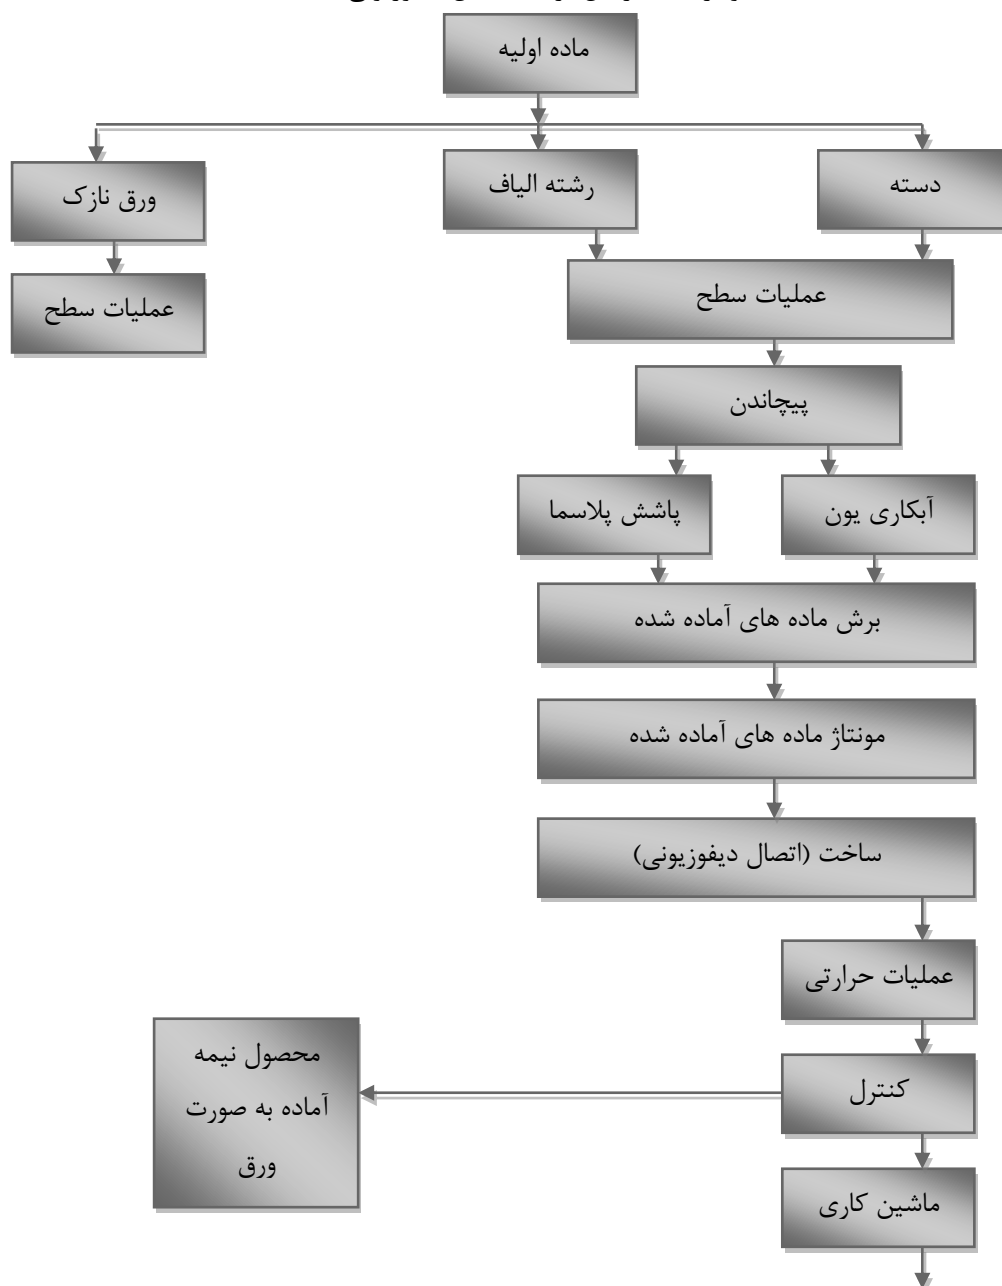 ماده اولیه
دسته
رشته الیاف
ورق نازک
عملیات سطح
عملیات سطح
پیچاندن
آبکاری یون
پاشش پلاسما
برش ماده های آماده شده
مونتاژ ماده های آماده شده
ساخت (اتصال دیفوزیونی)
عملیات حرارتی
کنترل
محصول نیمه
آماده به صورت
ورق
ماشین کاری